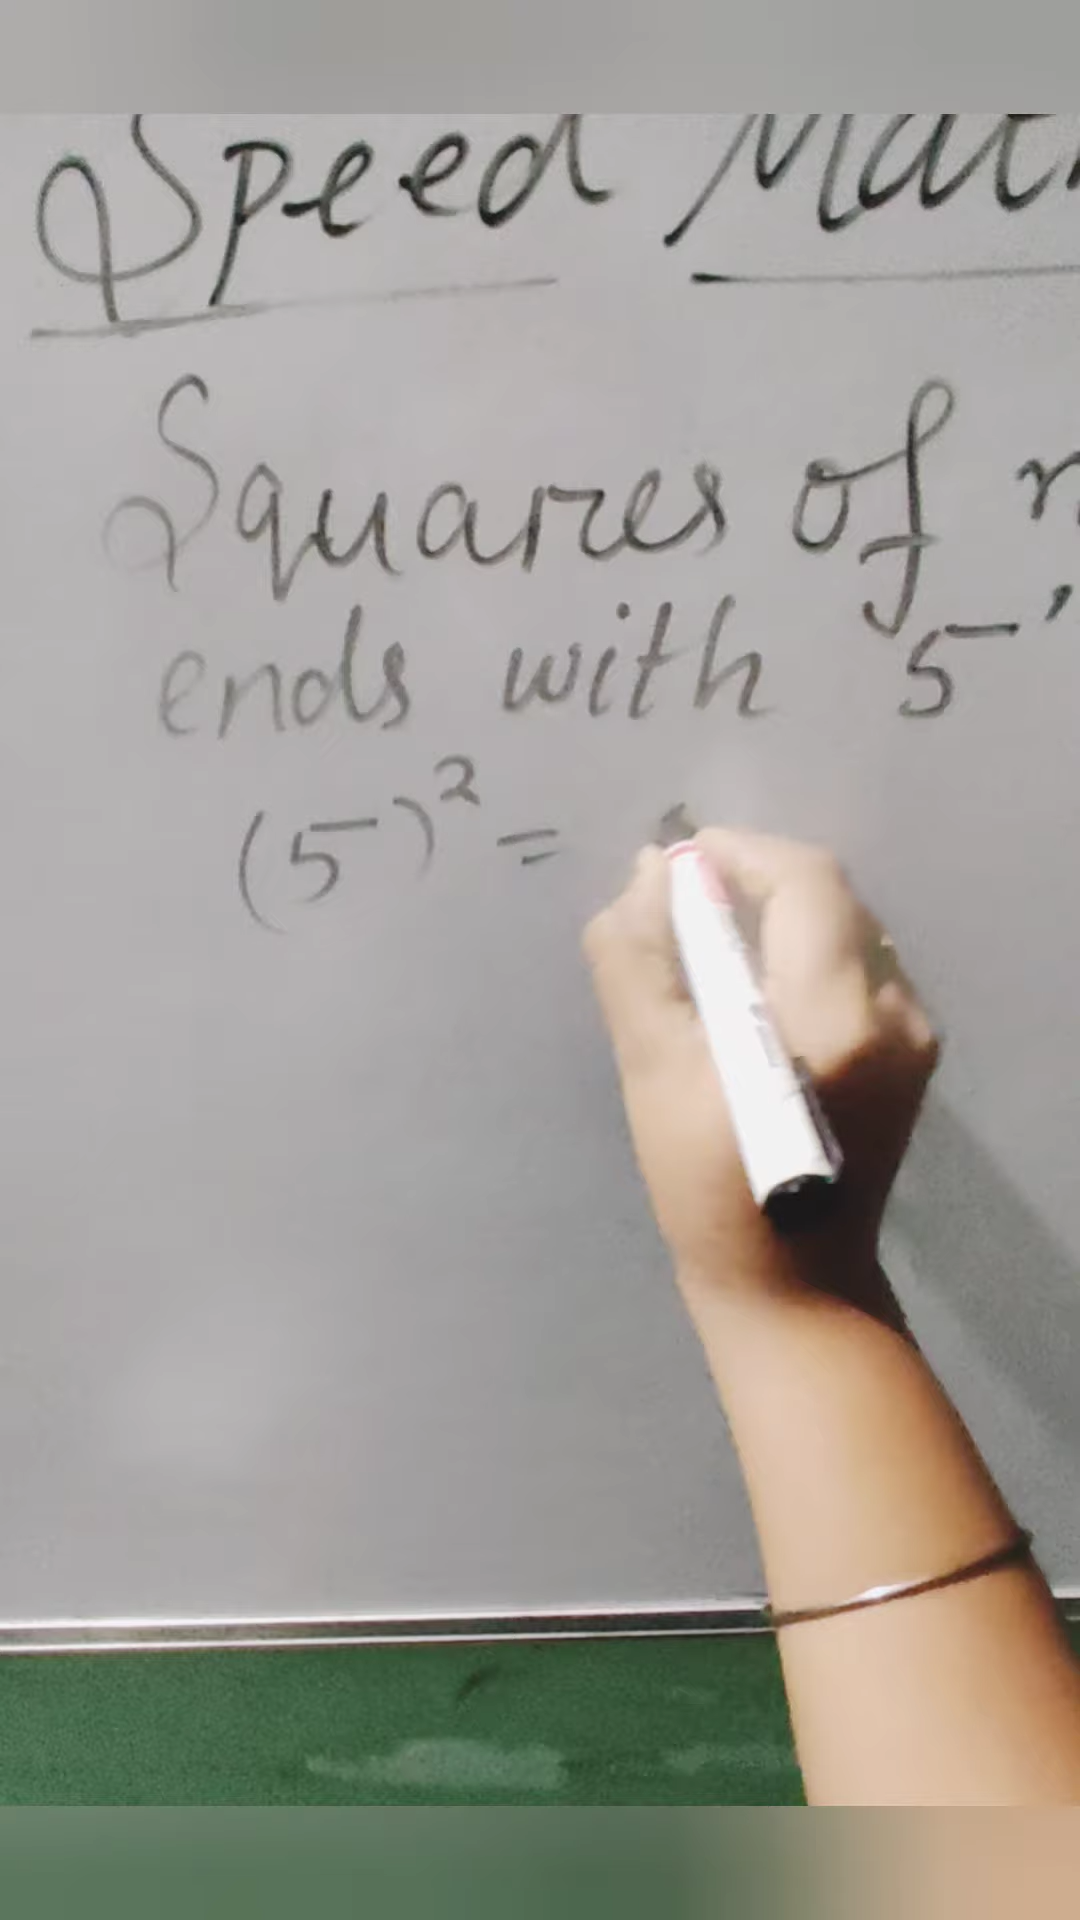 Speed
Squares of
ends with 5
(5)² =